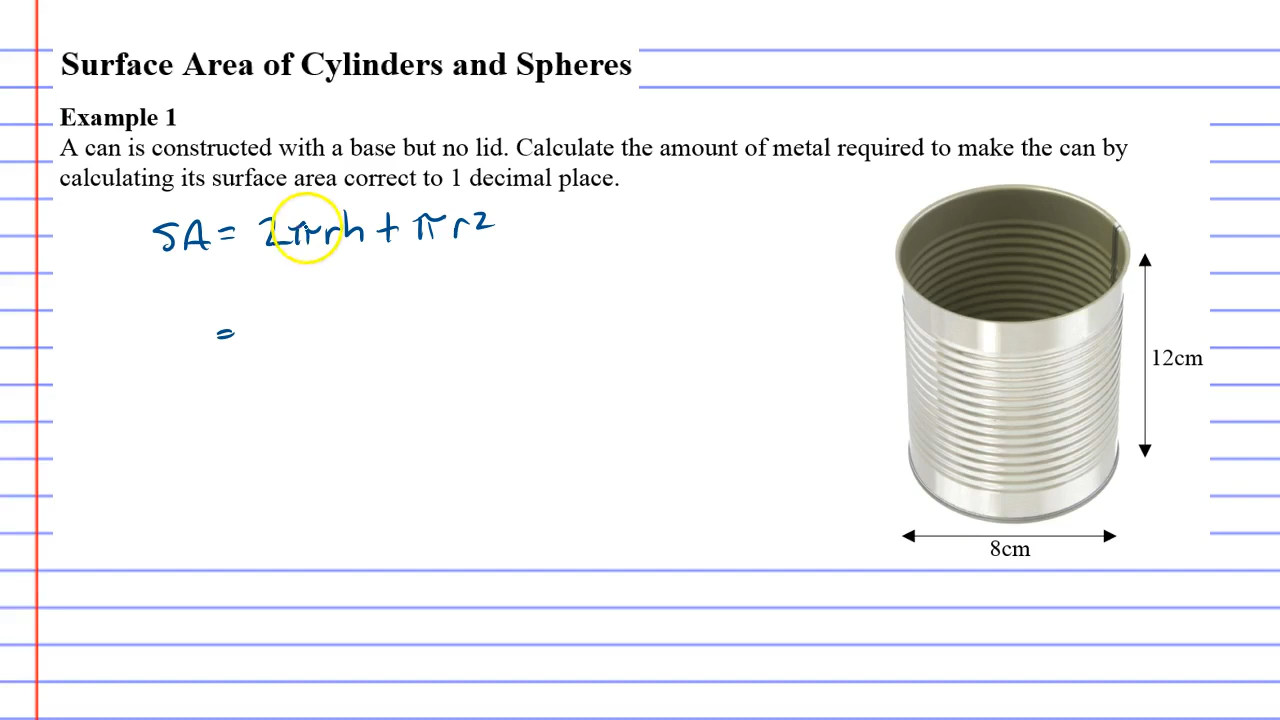 Surface Area of Cylinders and Spheres
Example 1
A can is constructed with a base but no lid. Calculate the amount of metal required to make the can by
calculating its surface area correct to 1 decimal place.
SA = 2πrh + πr²
=
12cm
8cm